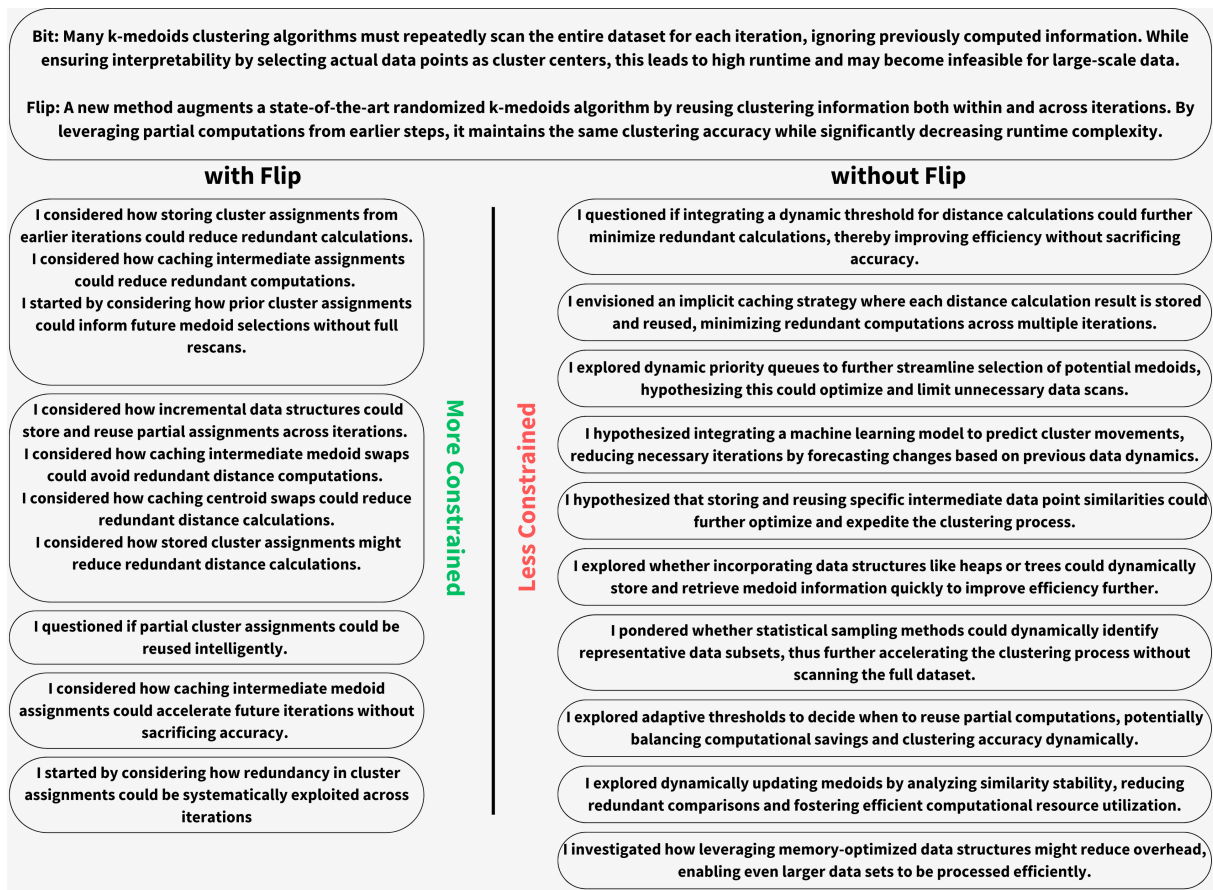 Bit: Many k-medoids clustering algorithms must repeatedly scan the entire dataset for each iteration, ignoring previously computed information. While
ensuring interpretability by selecting actual data points as cluster centers, this leads to high runtime and may become infeasible for large-scale data.
Flip: A new method augments a state-of-the-art randomized k-medoids algorithm by reusing clustering information both within and across iterations. By
leveraging partial computations from earlier steps, it maintains the same clustering accuracy while significantly decreasing runtime complexity.
with Flip
I considered how storing cluster assignments from
earlier iterations could reduce redundant calculations.
I considered how caching intermediate assignments
could reduce redundant computations.
I started by considering how prior cluster assignments
could inform future medoid selections without full
rescans.
I considered how incremental data structures could
store and reuse partial assignments across iterations.
I considered how caching intermediate medoid swaps
could avoid redundant distance computations.
I considered how caching centroid swaps could reduce
redundant distance calculations.
I considered how stored cluster assignments might
reduce redundant distance calculations.
I questioned if partial cluster assignments could be
reused intelligently.
I considered how caching intermediate medoid
assignments could accelerate future iterations without
sacrificing accuracy.
I started by considering how redundancy in cluster
assignments could be systematically exploited across
iterations
More Constrained
Less Constrained
without Flip
I questioned if integrating a dynamic threshold for distance calculations could further
minimize redundant calculations, thereby improving efficiency without sacrificing
accuracy.
I envisioned an implicit caching strategy where each distance calculation result is stored
and reused, minimizing redundant computations across multiple iterations.
I explored dynamic priority queues to further streamline selection of potential medoids,
hypothesizing this could optimize and limit unnecessary data scans.
I hypothesized integrating a machine learning model to predict cluster movements,
reducing necessary iterations by forecasting changes based on previous data dynamics.
I hypothesized that storing and reusing specific intermediate data point similarities could
further optimize and expedite the clustering process.
I explored whether incorporating data structures like heaps or trees could dynamically
store and retrieve medoid information quickly to improve efficiency further.
I pondered whether statistical sampling methods could dynamically identify
representative data subsets, thus further accelerating the clustering process without
scanning the full dataset.
I explored adaptive thresholds to decide when to reuse partial computations, potentially
balancing computational savings and clustering accuracy dynamically.
I explored dynamically updating medoids by analyzing similarity stability, reducing
redundant comparisons and fostering efficient computational resource utilization.
I investigated how leveraging memory-optimized data structures might reduce overhead,
enabling even larger data sets to be processed efficiently.